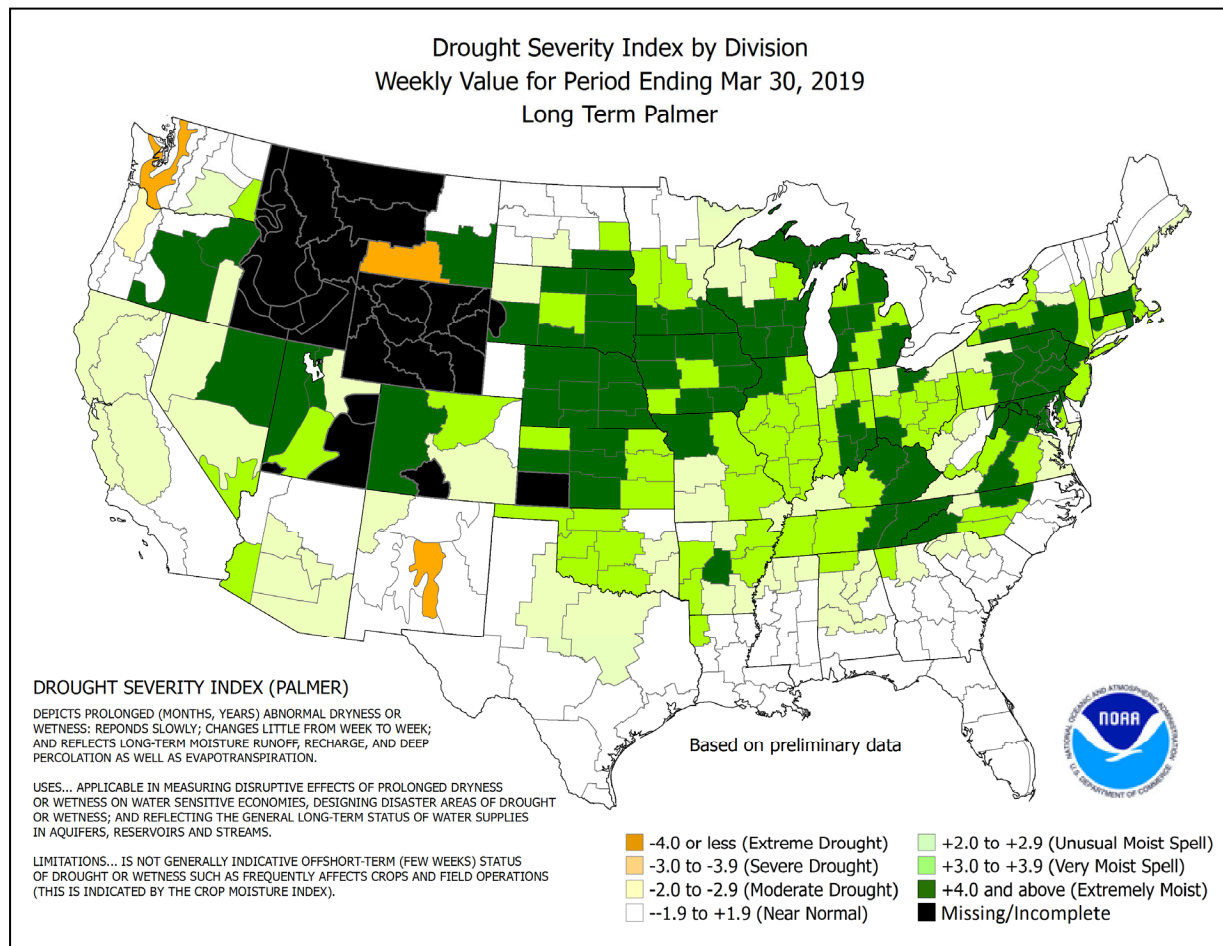 Drought Severity Index by Division
Weekly Value for Period Ending Mar 30, 2019
Long Term Palmer
DROUGHT SEVERITY INDEX (PALMER)
DEPICTS PROLONGED (MONTHS, YEARS) ABNORMAL DRYNESS OR
WETNESS: REPONDS SLOWLY; CHANGES LITTLE FROM WEEK TO WEEK;
AND REFLECTS LONG-TERM MOISTURE RUNOFF, RECHARGE, AND DEEP
PERCOLATION AS WELL AS EVAPOTRANSPIRATION.
USES... APPLICABLE IN MEASURING DISRUPTIVE EFFECTS OF PROLONGED DRYNESS
OR WETNESS ON WATER SENSITIVE ECONOMIES, DESIGNING DISASTER AREAS OF DROUGHT
OR WETNESS; AND REFLECTING THE GENERAL LONG-TERM STATUS OF WATER SUPPLIES
IN AQUIFERS, RESERVOIRS AND STREAMS.
LIMITATIONS... IS NOT GENERALLY INDICATIVE OFFSHORT-TERM (FEW WEEKS) STATUS
OF DROUGHT OR WETNESS SUCH AS FREQUENTLY AFFECTS CROPS AND FIELD OPERATIONS
(THIS IS INDICATED BY THE CROP MOISTURE INDEX).
Based on preliminary data
NATIONAL OCEANIC AND ATMOSPHERIC ADMINISTRATION
NOAA
U.S. DEPARTMENT OF COMMERCE
-4.0 or less (Extreme Drought)
-3.0 to -3.9 (Severe Drought)
-2.0 to -2.9 (Moderate Drought)
--1.9 to +1.9 (Near Normal)
+2.0 to +2.9 (Unusual Moist Spell)
+3.0 to +3.9 (Very Moist Spell)
+4.0 and above (Extremely Moist)
Missing/Incomplete